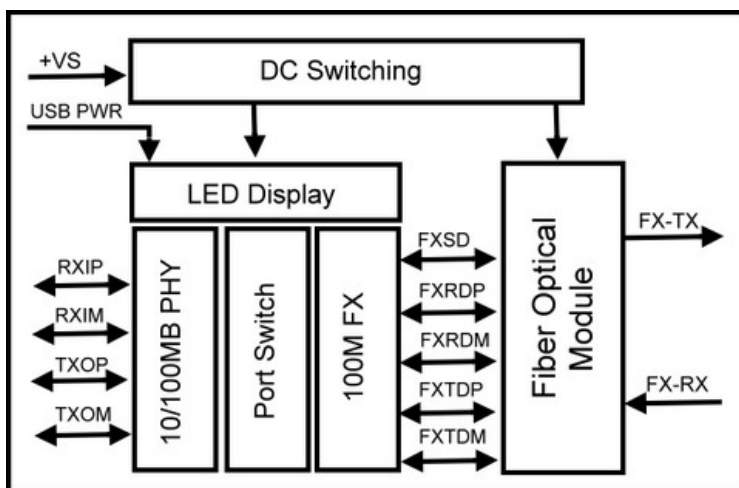 +VS
DC Switching
USB PWR
LED Display
FX-TX
FXSD
RXIP
FXRDP
RXIM
FXRDM
TXOP
FX-RX
FXTDP
TXOM
FXTDM
10/100MB PHY
Port Switch
100M FX
Fiber Optical
Module